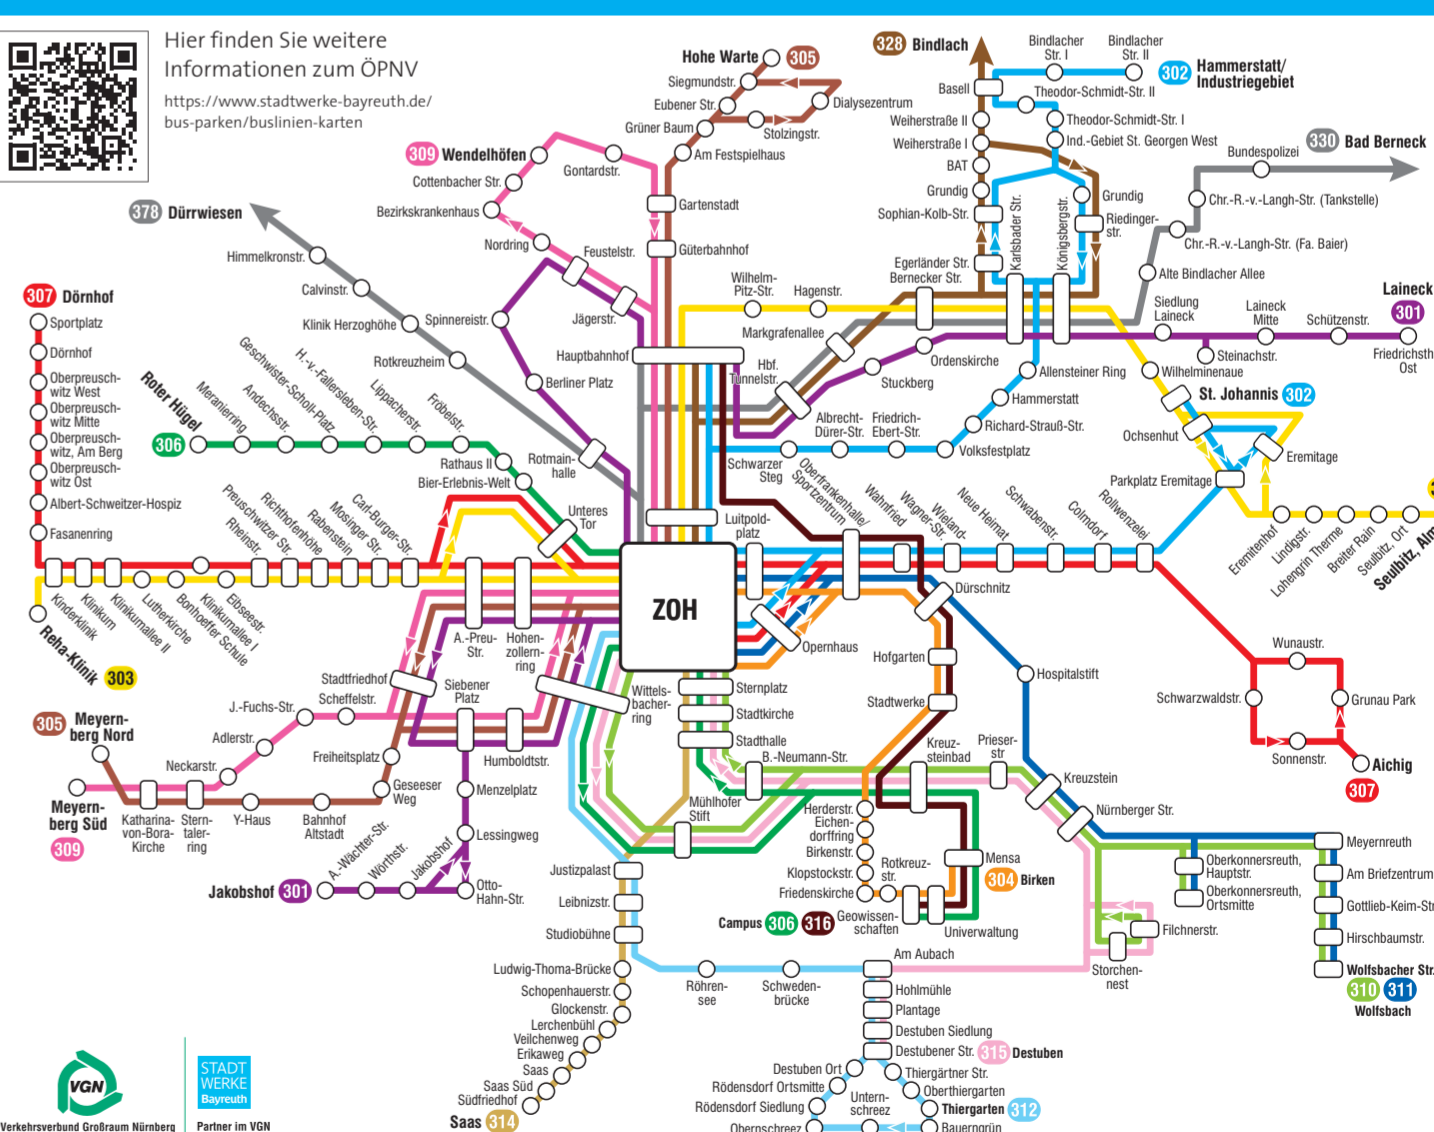 Hier finden Sie weitere
Informationen zum ÖPNV
https://www.stadtwerke-bayreuth.de/
bus-parken/buslinien-karten
Hohe Warte 305
Siegmundstr.
Eubener Str.
Grüner Baum
Dialysezentrum
Stolzingstr.
Am Festspielhaus
328 Bindlach
Basell
Weiherstraße II
Weiherstraße I
BAT
Grundig
Sophian-Kolb-Str.
Egerländer Str.
Bernecker Str.
Bindlacher
Str. I
Bindlacher
Str. II
302 Hammerstatt/
Industriegebiet
Theodor-Schmidt-Str. II
Theodor-Schmidt-Str. I
Ind.-Gebiet St. Georgen West
Grundig
Riedinger-
str.
Karlsbader Str.
Königsbergstr.
330 Bad Berneck
Bundespolizei
Chr.-R.-v.-Langh-Str. (Tankstelle)
Chr.-R.-v.-Langh-Str. (Fa. Baier)
Alte Bindlacher Allee
309 Wendelhöfen
Gontardstr.
Cottenbacher Str.
Bezirkskrankenhaus
Nordring
Feustelstr.
Jägerstr.
Gartenstadt
Güterbahnhof
378 Dürrwiesen
Himmelkronstr.
Calvinstr.
Klinik Herzoghöhe
Rotkreuzheim
Spinnereistr.
Berliner Platz
Rotmain-
halle
Hauptbahnhof
Wilhelm-
Pitz-Str.
Hagenstr.
Markgrafenallee
Hbf.
Tunnelstr.
Laineck
301
Siedlung
Laineck
Laineck
Mitte
Schützenstr.
Friedrichsth
Ost
Steinachstr.
Ordenskirche
Stuckberg
Allensteiner Ring
Hammerstatt
Richard-Strauß-Str.
Volksfestplatz
Friedrich-
Ebert-Str.
Albrecht-
Dürer-Str.
Schwarzer
Steg
Wilhelminenaue
St. Johannis 302
Ochsenhut
Eremitage
Parkplatz Eremitage
Eremitenhof
Lindigstr.
Lohengrin Therme
Breiter Rain
Seulbitz, Ort
Seulbitz, Alm
307 Dörnhof
Sportplatz
Dörnhof
Oberpreusch-
witz West
Oberpreusch-
witz Mitte
Oberpreusch-
witz, Am Berg
Oberpreusch-
witz Ost
Albert-Schweitzer-Hospiz
Fasanenring
Roter Hügel
306
Meranierring
Andechsstr.
Geschwister-Scholl-Platz
H.-v.-Fallersleben-Str.
Lippacherstr.
Fröbelstr.
Rathaus II
Bier-Erlebnis-Welt
Unteres
Tor
Preuschwitzer Str.
Rheinstr.
Richthofenhöhe
Rabenstein
Mosinger Str.
Carl-Burger-Str.
Kinderklinik
Klinikum
Klinikumallee II
Lutherkirche
Bonhoeffer Schule
Klinikumallee I
Eibseestr.
Reha-Klinik 303
A.-Preu-
Str.
Hohen-
zollern-
ring
ZOH
Luitpold-
platz
Oberfrankenhalle/
Sportzentrum
Wahnfried
Wagner-Str.
Wieland-
Neue Heimat
Schwabenstr.
Colmdorf
Rollwenzelei
Opernhaus
Dürschnitz
Hofgarten
Stadtwerke
Hospitalstift
Wunaustr.
Schwarzwaldstr.
Grunau Park
Sonnenstr.
Aichig
307
Stadtfriedhof
Scheffelstr.
J.-Fuchs-Str.
Adlerstr.
Neckarstr.
305 Meyern-
berg Nord
Meyern-
berg Süd
309
Katharina-
von-Bora-
Kirche
Stern-
taler-
ring
Y-Haus
Bahnhof
Altstadt
Geseeser
Weg
Freiheitsplatz
Siebener
Platz
Humboldtstr.
Menzelplatz
Lessingweg
Otto-
Hahn-Str.
Jakobshof
Wörthstr.
A.-Wächter-Str.
Jakobshof 301
Wittels-
bacher-
ring
Sternplatz
Stadtkirche
Stadthalle
B.-Neumann-Str.
Mühlhofer
Stift
Kreuz-
steinbad
Prieser-
str
Kreuzstein
Nürnberger Str.
Herderstr.
Eichen-
dorffring
Birkenstr.
Klopstockstr.
Friedenskirche
Rotkreuz-
str.
Mensa
304 Birken
Campus 306 316
Geowissen-
schaften
Univerwaltung
Meyernreuth
Am Briefzentrum
Gottlieb-Keim-Str
Hirschbaumstr.
Wolfsbacher Str.
310 311
Wolfsbach
Oberkonnersreuth,
Hauptstr.
Oberkonnersreuth,
Ortsmitte
Filchnerstr.
Storchen-
nest
Justizpalast
Leibnizstr.
Studiobühne
Ludwig-Thoma-Brücke
Schopenhauerstr.
Glockenstr.
Lerchenbühl
Veilchenweg
Erikaweg
Saas
Saas Süd
Südfriedhof
Saas 314
Röhren-
see
Schweden-
brücke
Am Aubach
Hohlmühle
Plantage
Destuben Siedlung
Destubener Str. 315 Destuben
Destuben Ort
Rödensdorf Ortsmitte
Rödensdorf Siedlung
Obernschreez
Untern-
schreez
Thiergärtner Str.
Oberthiergarten
Thiergarten 312
Bauerngrün
VGN
Verkehrsverbund Großraum Nürnberg
STADT
WERKE
Bayreuth
Partner im VGN